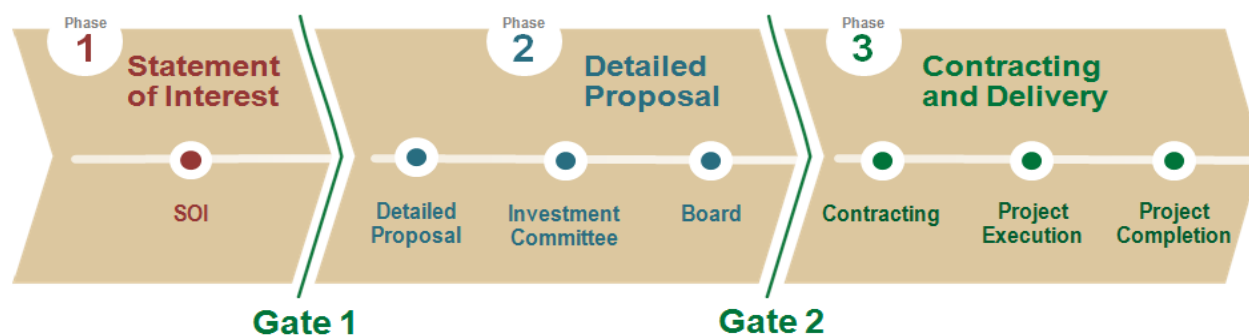 Phase
1
Statement
of Interest
SOI
Gate 1
Phase
2
Detailed
Proposal
Detailed
Proposal
Investment
Committee
Board
Gate 2
Phase
3
Contracting
and Delivery
Contracting
Project
Execution
Project
Completion